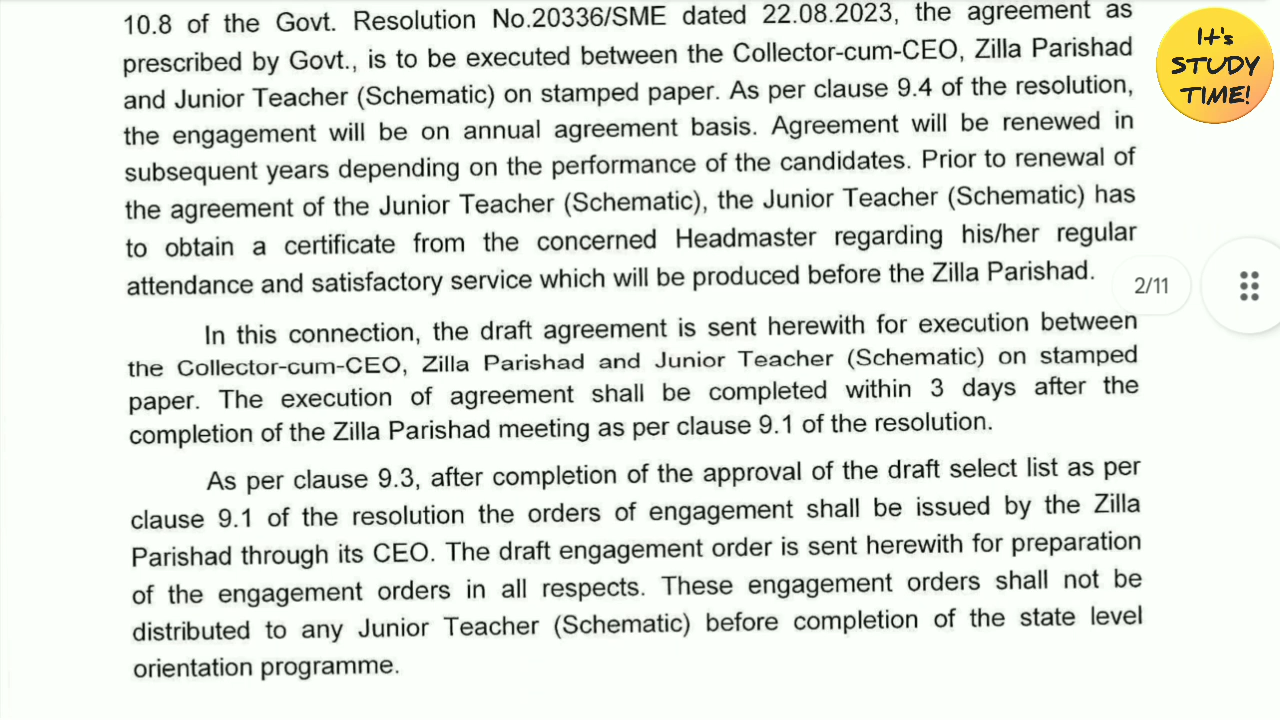 10.8 of the Govt. Resolution No.20336/SME dated 22.08.2023, the agreement as
prescribed by Govt., is to be executed between the Collector-cum-CEO, Zilla Parishad
and Junior Teacher (Schematic) on stamped paper. As per clause 9.4 of the resolution,
the engagement will be on annual agreement basis. Agreement will be renewed in
subsequent years depending on the performance of the candidates. Prior to renewal of
the agreement of the Junior Teacher (Schematic), the Junior Teacher (Schematic) has
to obtain a certificate from the concerned Headmaster regarding his/her regular
attendance and satisfactory service which will be produced before the Zilla Parishad.
In this connection, the draft agreement is sent herewith for execution between
the Collector-cum-CEO, Zilla Parishad and Junior Teacher (Schematic) on stamped
paper. The execution of agreement shall be completed within 3 days after the
completion of the Zilla Parishad meeting as per clause 9.1 of the resolution.
As per clause 9.3, after completion of the approval of the draft select list as per
clause 9.1 of the resolution the orders of engagement shall be issued by the Zilla
Parishad through its CEO. The draft engagement order is sent herewith for preparation
of the engagement orders in all respects. These engagement orders shall not be
distributed to any Junior Teacher (Schematic) before completion of the state level
orientation programme.
It's
STUDY
TIME!
2/11